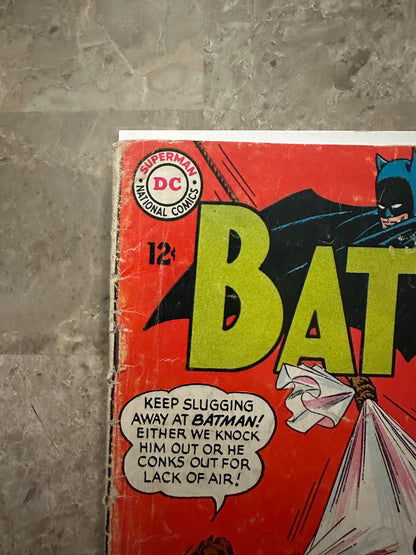 SUPERMAN
DC
NATIONAL COMICS
12¢
BAT
KEEP SLUGGING
AWAY AT BATMAN!
EITHER WE KNOCK
HIM OUT OR HE
CONKS OUT FOR
LACK OF AIR!